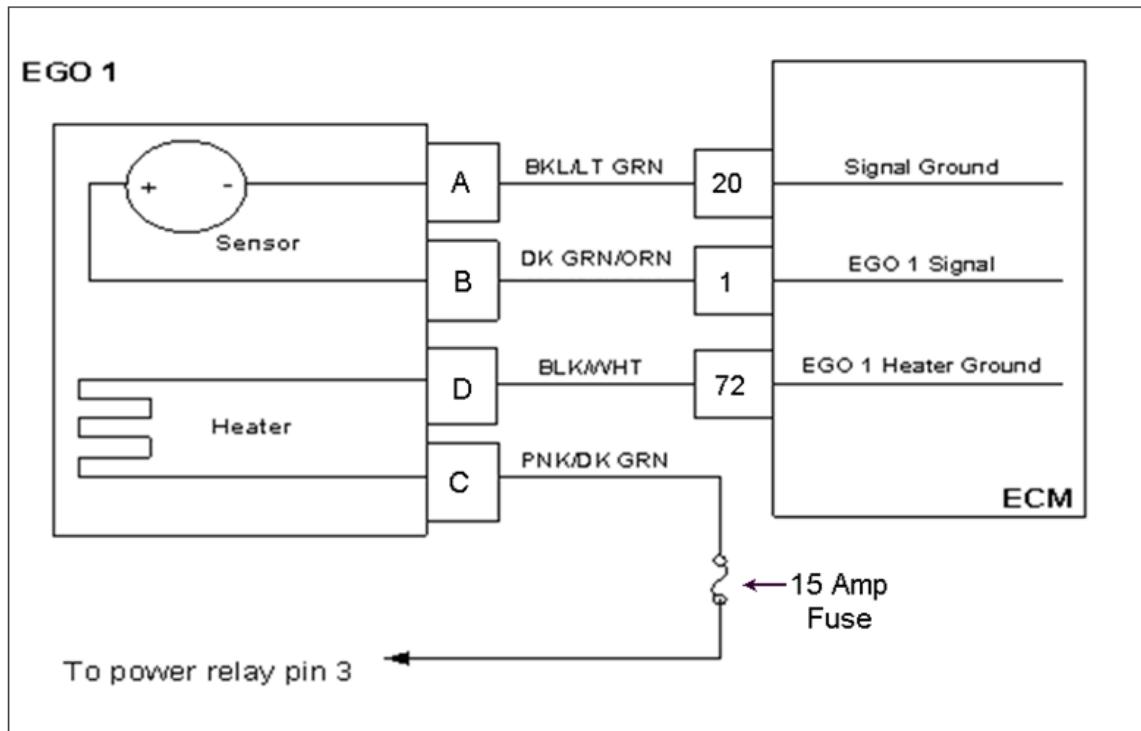 EGO 1
+ -
Sensor
Heater
A
B
D
C
BKL/LT GRN
DK GRN/ORN
BLK/WHT
PNK/DK GRN
20
1
72
Signal Ground
EGO 1 Signal
EGO 1 Heater Ground
ECM
15 Amp
Fuse
To power relay pin 3